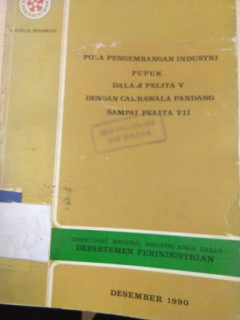 INDONESIA
POLA PENGEMBANGAN INDUSTRI
PUPUK
DALAM PELITA V
DENGAN CAKRAWALA PANDANG
SAMPAI PELITA VII
DIREKTORAT JENDERAL INDUSTRI KIMIA DASAR
DEPARTEMEN PERINDUSTRIAN
DESEMBER 1990